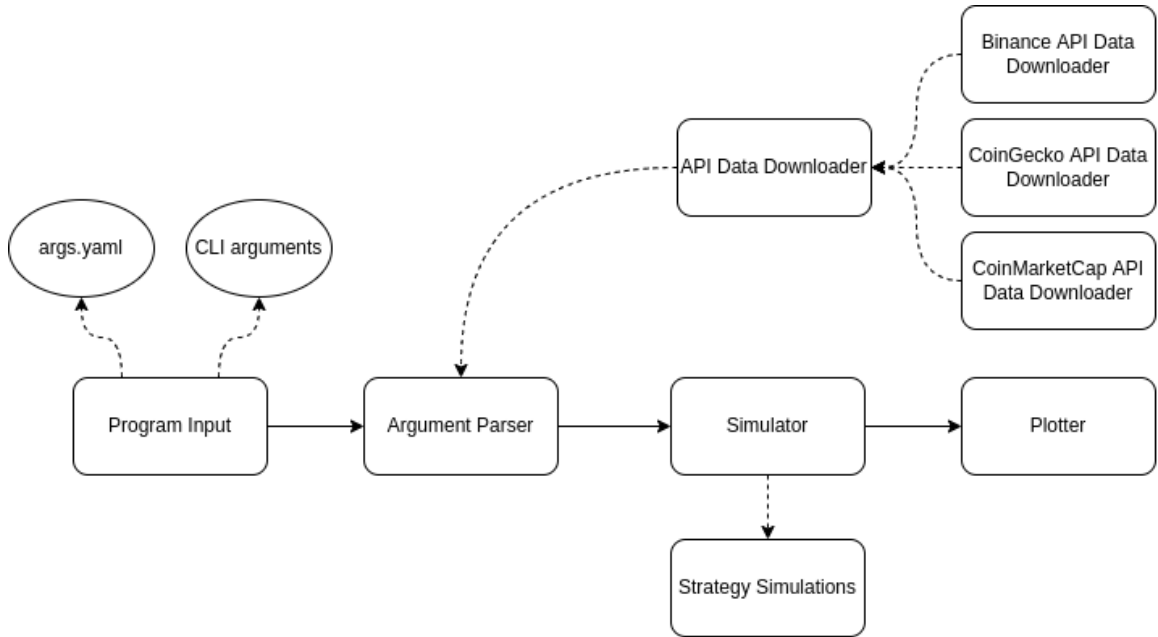 Binance API Data
Downloader
API Data Downloader
CoinGecko API Data
Downloader
args.yaml
CLI arguments
CoinMarketCap API
Data Downloader
Program Input
Argument Parser
Simulator
Plotter
Strategy Simulations